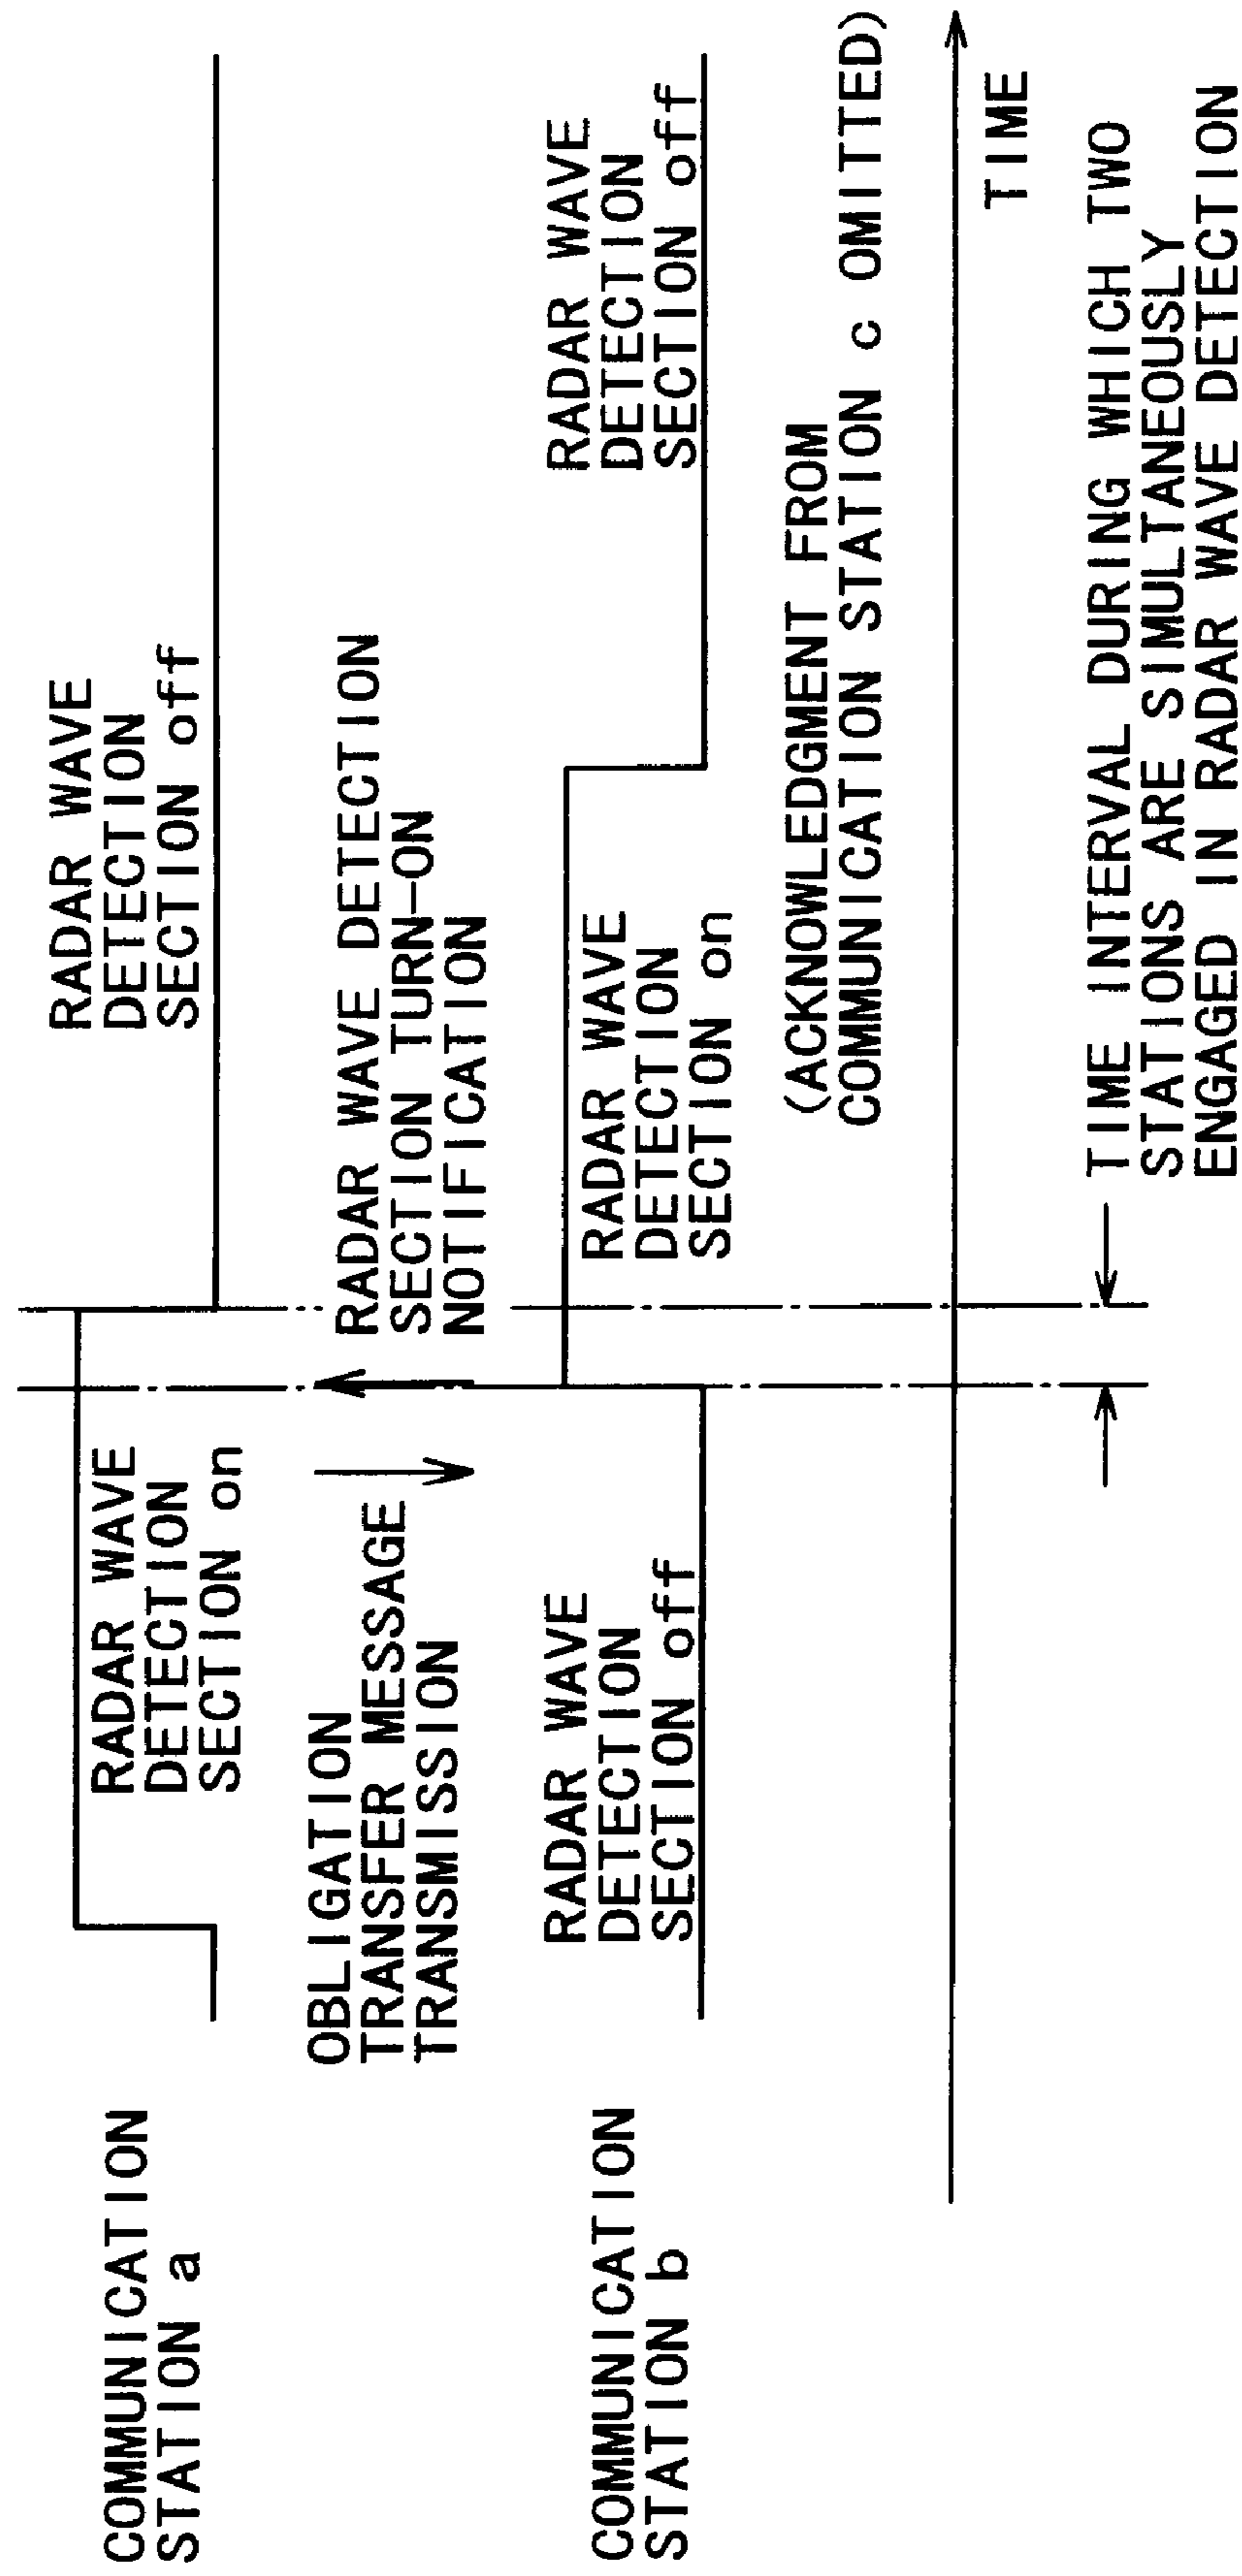 COMMUNICATION
STATION a
RADAR WAVE
DETECTION
SECTION on
RADAR WAVE
DETECTION
SECTION off
OBLIGATION
TRANSFER MESSAGE
TRANSMISSION
RADAR WAVE DETECTION
SECTION TURN-ON
NOTIFICATION
COMMUNICATION
STATION b
RADAR WAVE
DETECTION
SECTION off
RADAR WAVE
DETECTION
SECTION on
RADAR WAVE
DETECTION
SECTION off
(ACKNOWLEDGMENT FROM
COMMUNICATION STATION c OMITTED)
TIME
TIME INTERVAL DURING WHICH TWO
STATIONS ARE SIMULTANEOUSLY
ENGAGED IN RADAR WAVE DETECTION